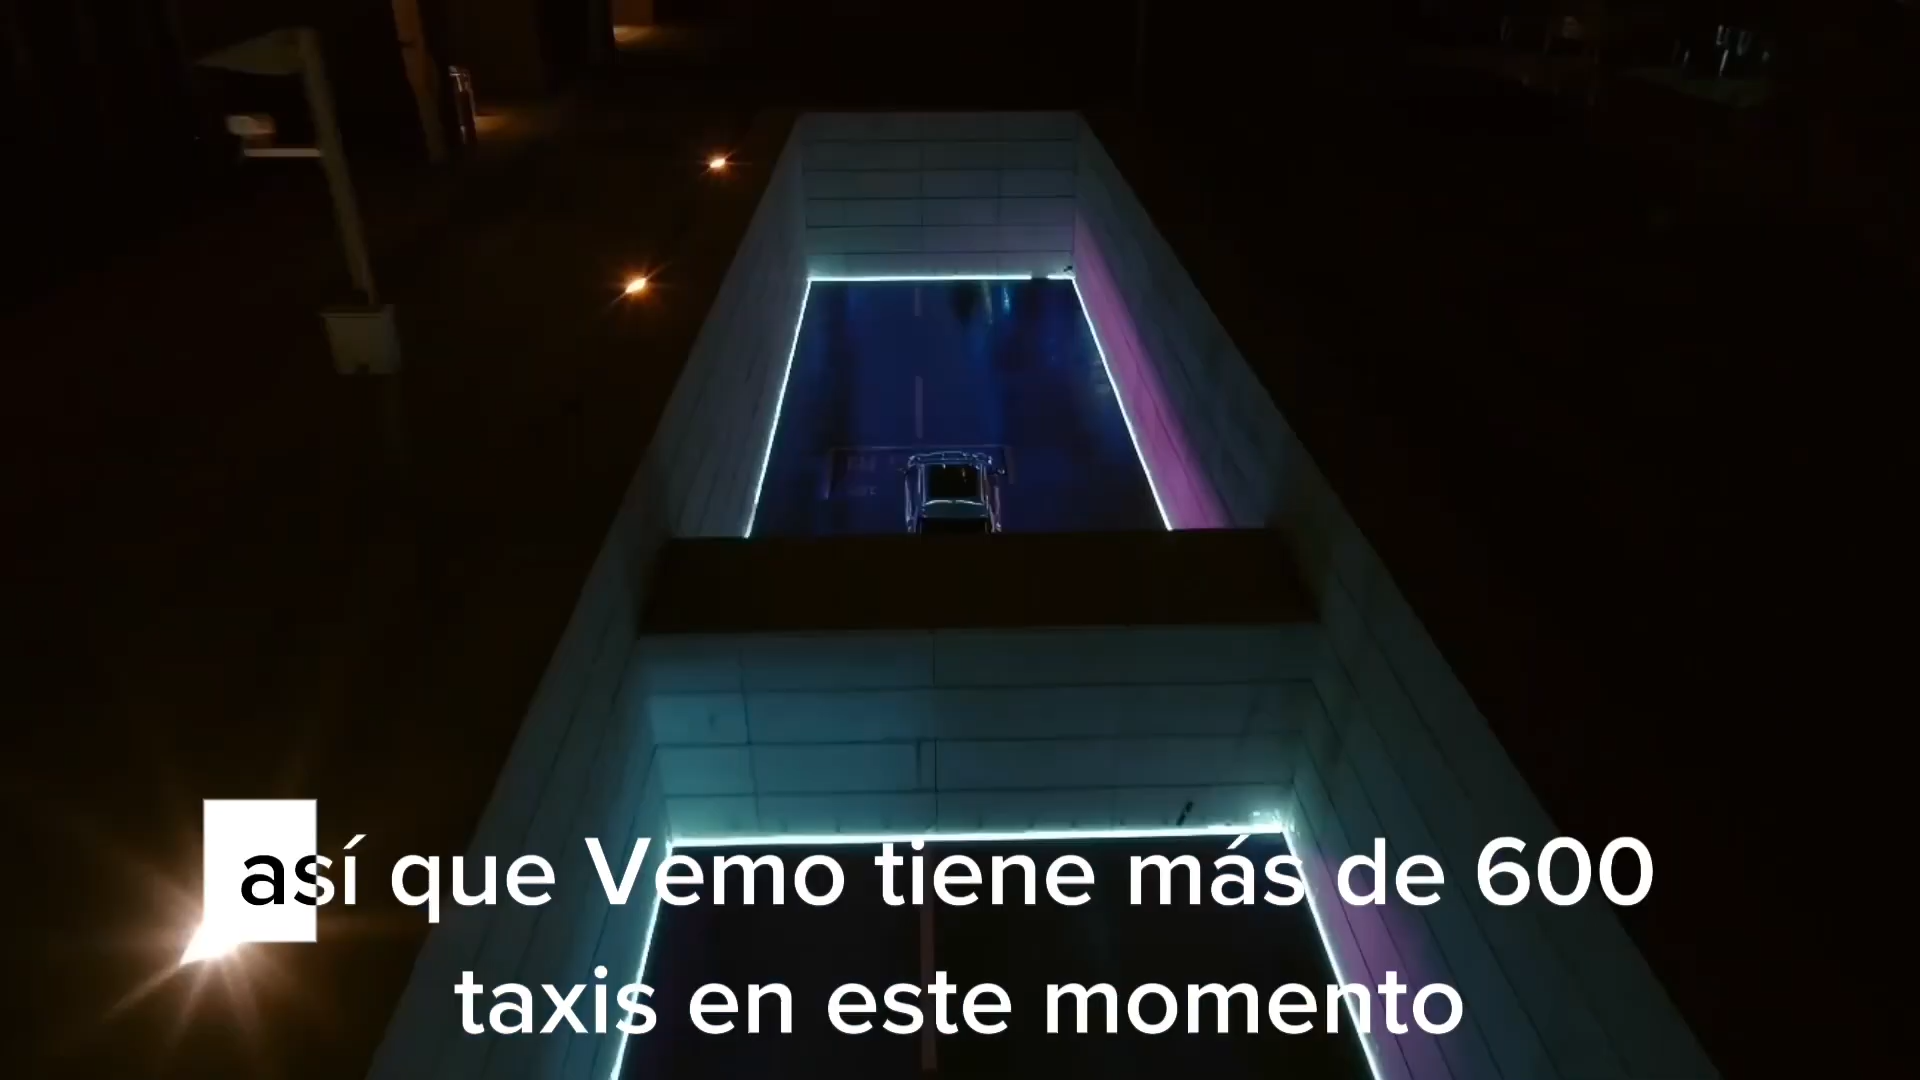 así que Vemo tiene más de 600
taxis en este momento